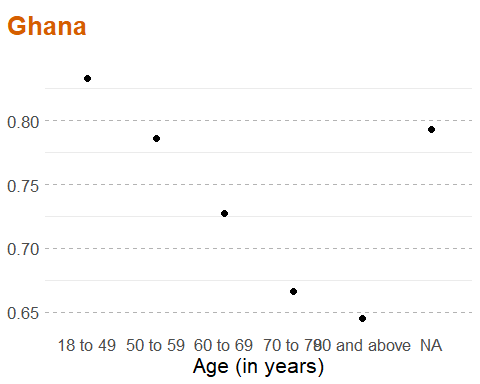 Ghana
0.80
0.75
0.70
0.65
18 to 49 50 to 59 60 to 69 70 to 79 80 and above NA
Age (in years)